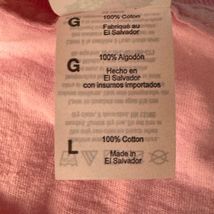 G
100% Cotton
Fabriqué au
El Salvador
G
100% Algodón
Hecho en
El Salvador
con insumos importados
L
100% Cotton
Made in
El Salvador